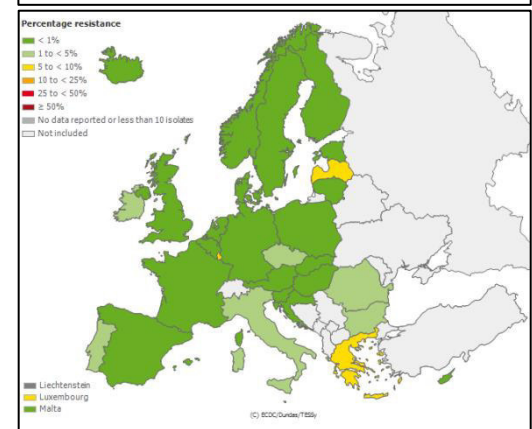 Percentage resistance
< 1%
1 to < 5%
5 to < 10%
10 to < 25%
25 to < 50%
≥ 50%
No data reported or less than 10 isolates
Not included
Liechtenstein
Luxembourg
Malta
(C) ECDC/Dundas/TESSy